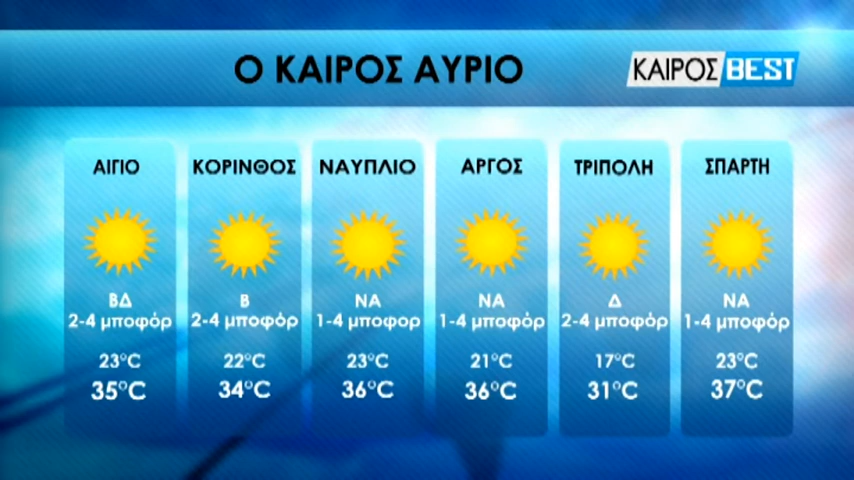 Ο ΚΑΙΡΟΣ ΑΥΡΙΟ
ΚΑΙΡΟΣ BEST
ΑΙΓΙΟ ΚΟΡΙΝΘΟΣ ΝΑΥΠΛΙΟ ΑΡΓΟΣ ΤΡΙΠΟΛΗ ΣΠΑΡΤΗ
ΒΔ Β ΝΑ ΝΑ Δ ΝΑ
2-4 μποφόρ 2-4 μποφόρ 1-4 μποφορ 1-4 μποφόρ 2-4 μποφόρ 1-4 μποφόρ
23°C 22°C 23°C 21°C 17°C 23°C
35°C 34°C 36°C 36°C 31°C 37°C